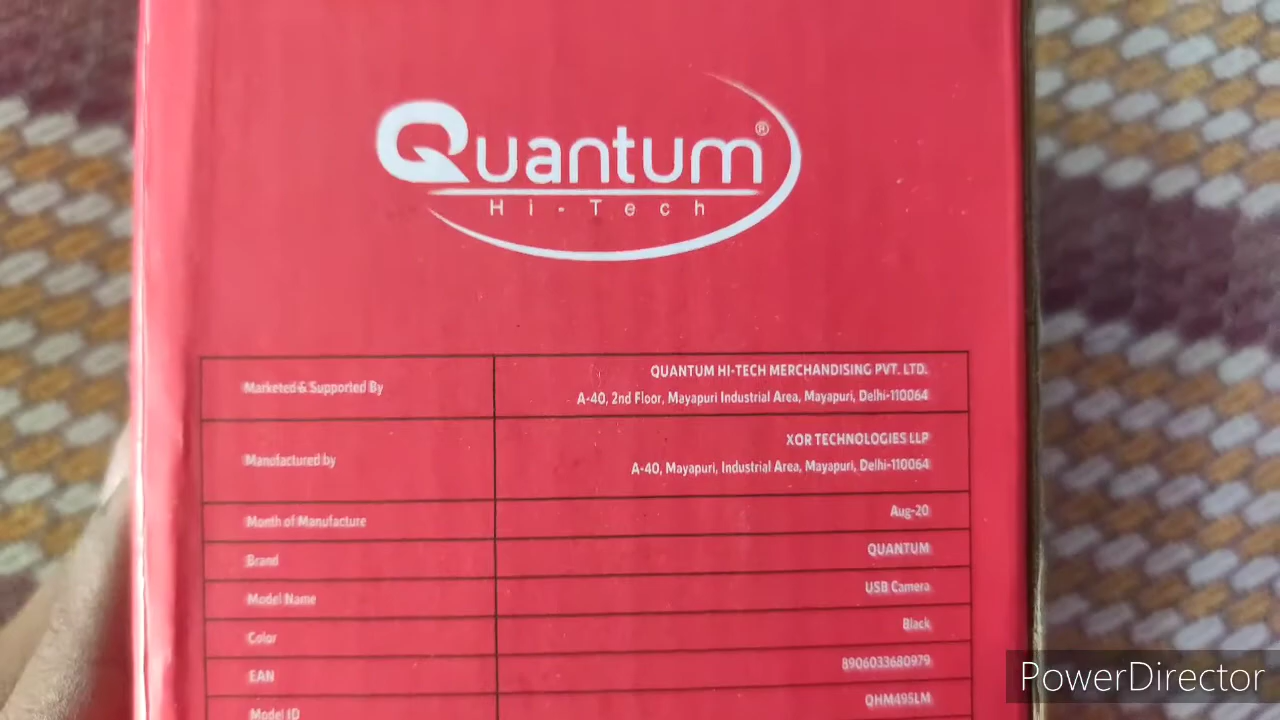 Quantum®
Hi-Tech
Marketed & Supported By
QUANTUM HI-TECH MERCHANDISING PVT. LTD.
A-40, 2nd Floor, Mayapuri Industrial Area, Mayapuri, Delhi-110064
Manufactured by
XOR TECHNOLOGIES LLP
A-40, Mayapuri, Industrial Area, Mayapuri, Delhi-110064
Month of Manufacture
Aug-20
Brand
QUANTUM
Model Name
USB Camera
Color
Black
EAN
8906033680979
Model ID
QHM495LM
PowerDirector